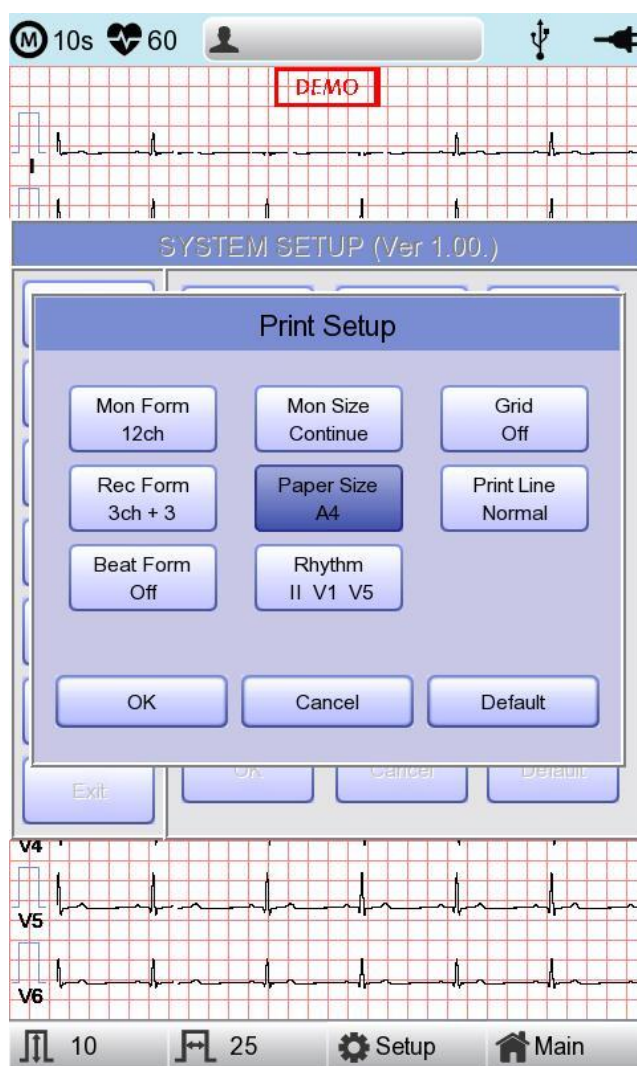 M 10s 60
DEMO
I
SYSTEM SETUP (Ver 1.00.)
Print Setup
Mon Form
12ch
Mon Size
Continue
Grid
Off
Rec Form
3ch + 3
Paper Size
A4
Print Line
Normal
Beat Form
Off
Rhythm
II V1 V5
OK
Cancel
Default
OK
Cancel
Default
Exit
V4
V5
V6
10
25
Setup
Main